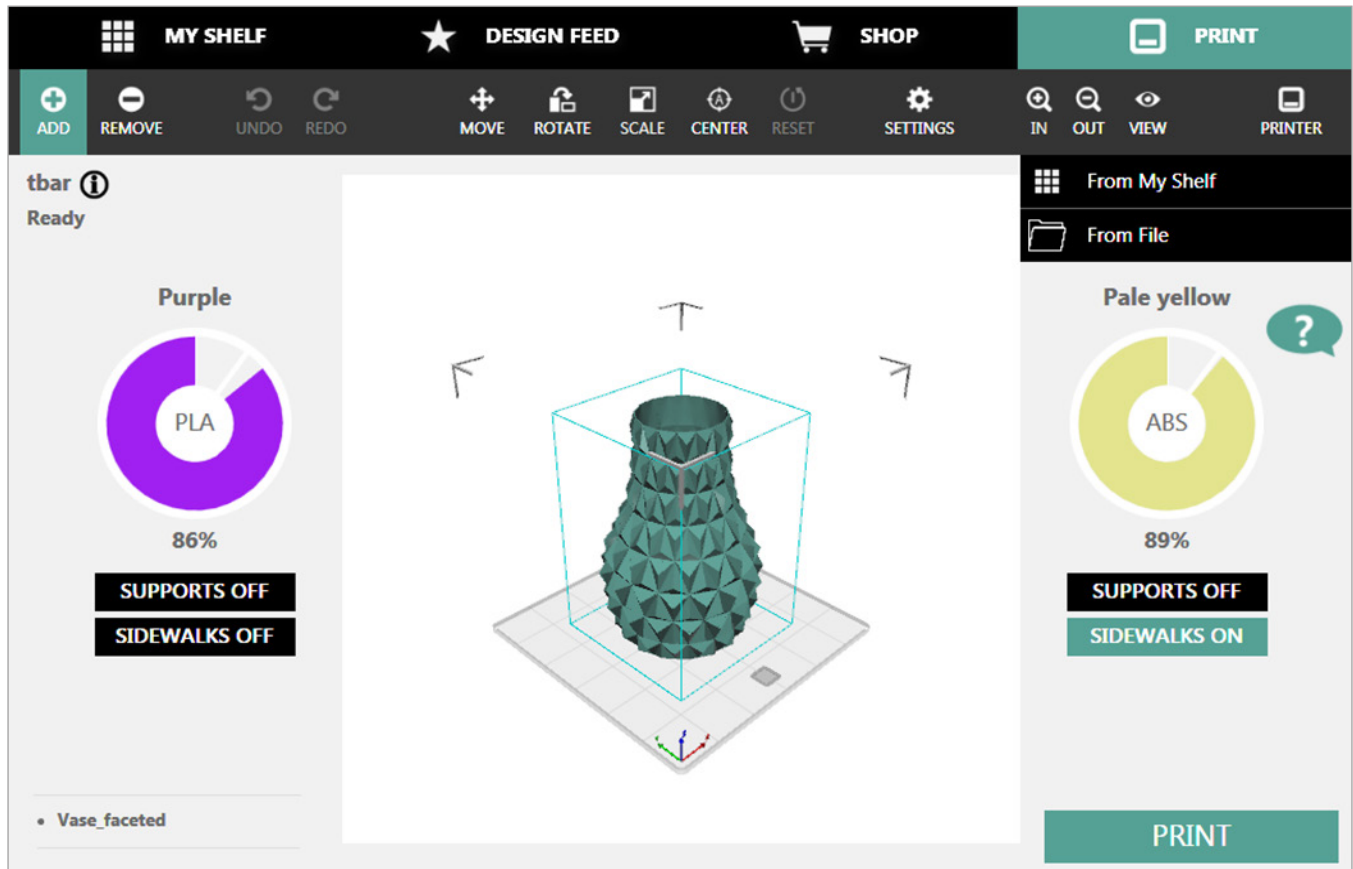 MY SHELF
DESIGN FEED
SHOP
PRINT
ADD
REMOVE
UNDO
REDO
MOVE
ROTATE
SCALE
CENTER
RESET
SETTINGS
IN
OUT
VIEW
PRINTER
tbar
Ready
From My Shelf
From File
Purple
PLA
86%
SUPPORTS OFF
SIDEWALKS OFF
Pale yellow
?
ABS
89%
SUPPORTS OFF
SIDEWALKS ON
• Vase_faceted
PRINT